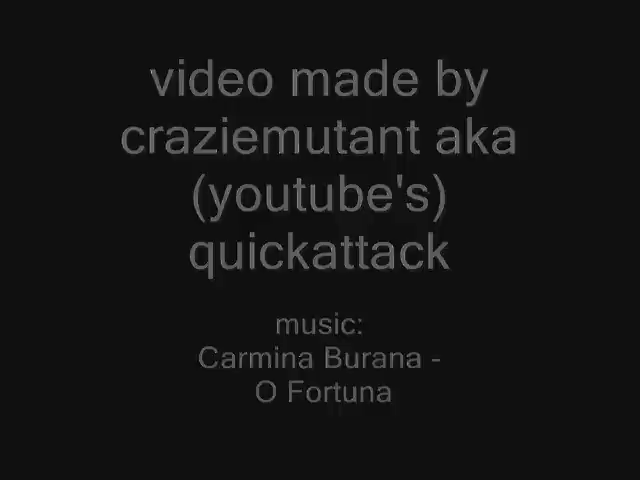 video made by
craziemutant aka
(youtube's)
quickattack
music:
Carmina Burana -
O Fortuna